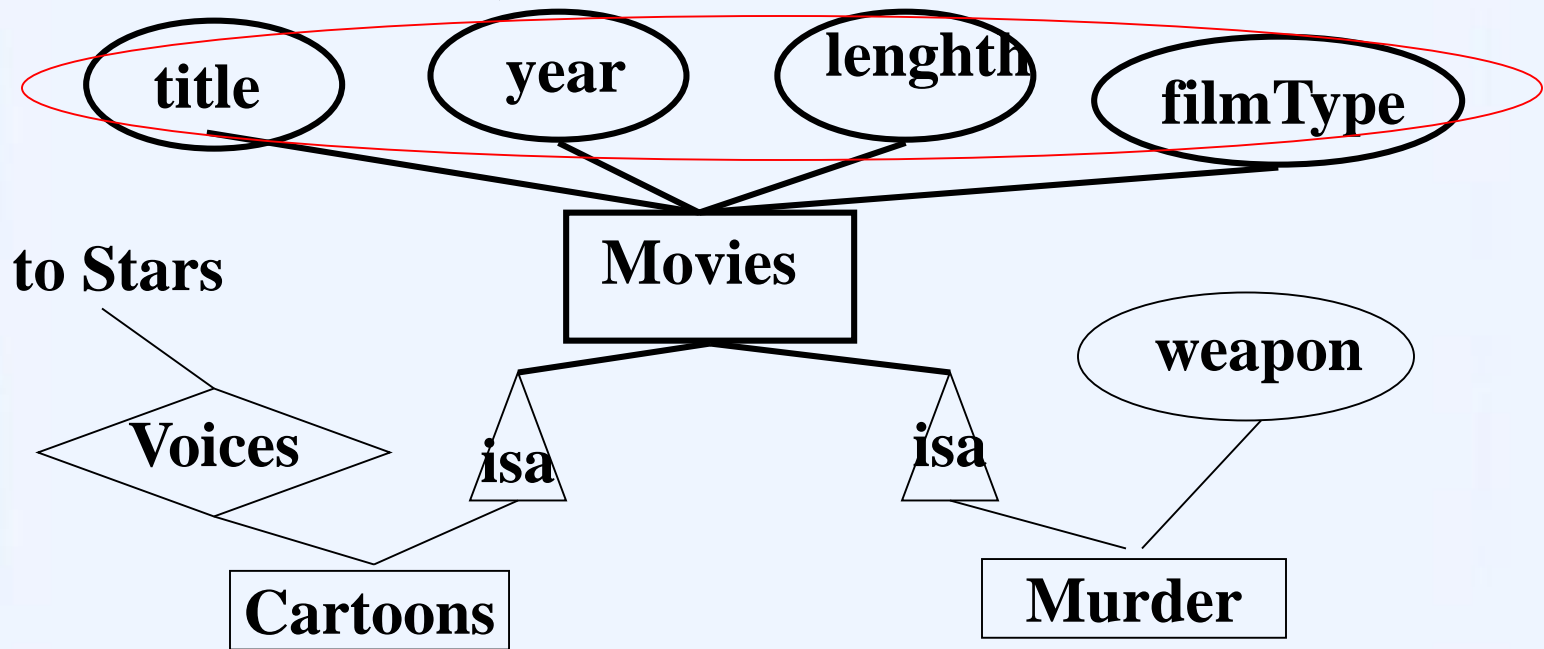 title
year
lenghth
filmType
Movies
to Stars
weapon
Voices
isa
isa
Cartoons
Murder